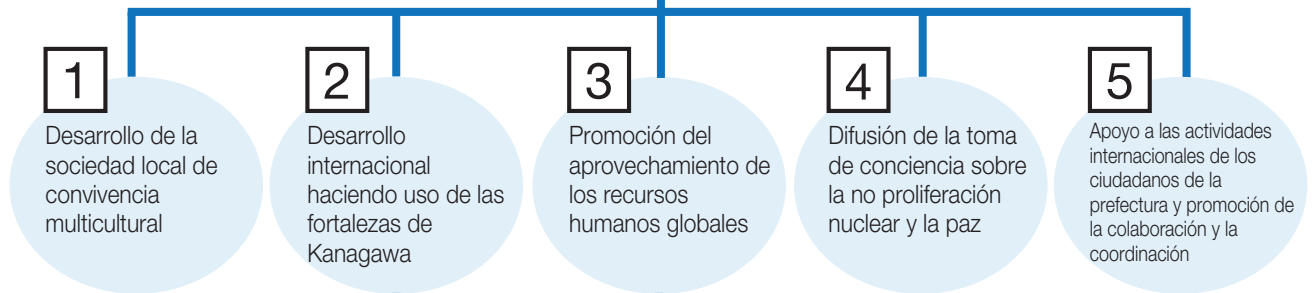 1
Desarrollo de la
sociedad local de
convivencia
multicultural
2
Desarrollo
internacional
haciendo uso de las
fortalezas de
Kanagawa
3
Promoción del
aprovechamiento de
los recursos
humanos globales
4
Difusión de la toma
de conciencia sobre
la no proliferación
nuclear y la paz
5
Apoyo a las actividades
internacionales de los
ciudadanos de la
prefectura y promoción de
la colaboración y la
coordinación